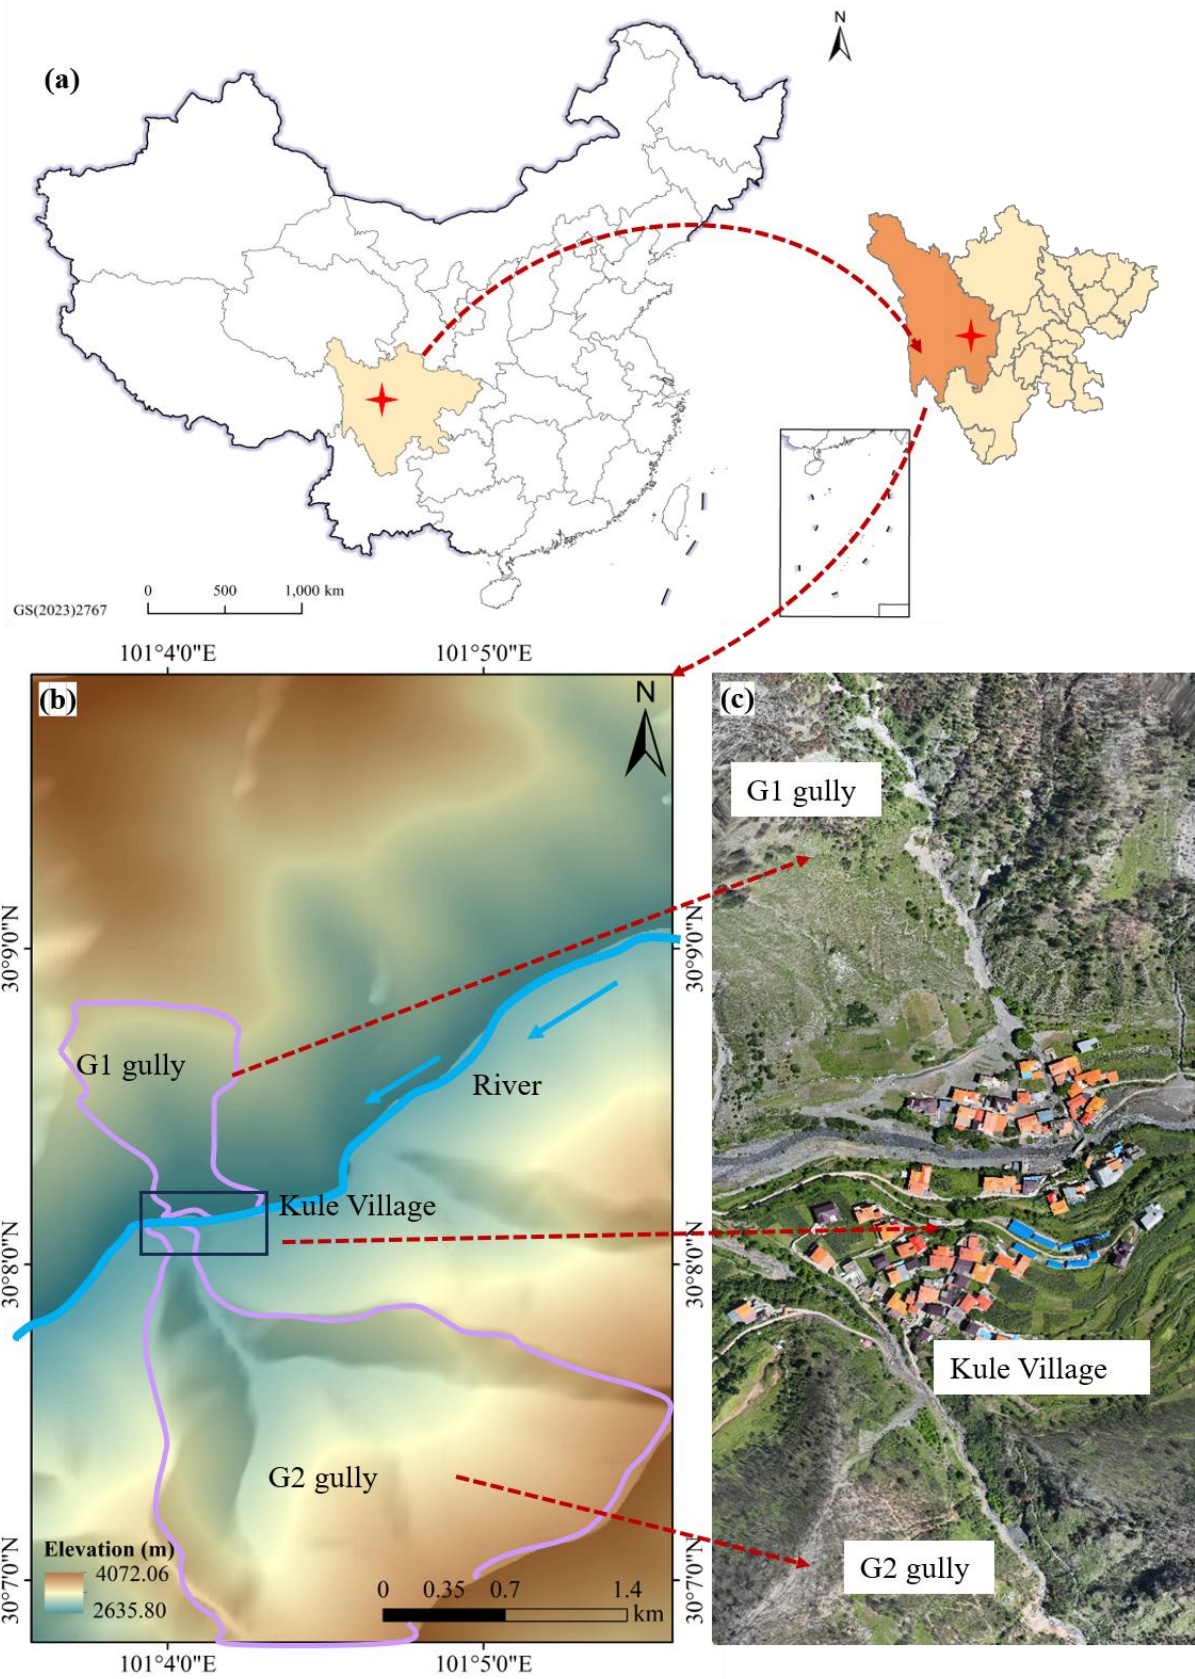 N
(a)
0 500 1,000 km
GS(2023)2767
101°4'0"E 101°5'0"E
(b)
N
(c)
G1 gully
30°9'0"N 30°9'0"N
G1 gully
River
Kule Village
30°8'0"N 30°8'0"N
Kule Village
G2 gully
Elevation (m)
4072.06
2635.80
0 0.35 0.7 1.4
km
G2 gully
30°7'0"N 30°7'0"N
101°4'0"E 101°5'0"E